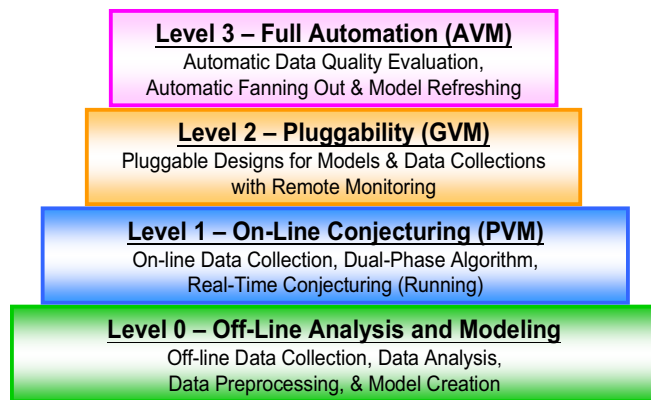 Level 3 – Full Automation (AVM)
Automatic Data Quality Evaluation,
Automatic Fanning Out & Model Refreshing
Level 2 – Pluggability (GVM)
Pluggable Designs for Models & Data Collections
with Remote Monitoring
Level 1 – On-Line Conjecturing (PVM)
On-line Data Collection, Dual-Phase Algorithm,
Real-Time Conjecturing (Running)
Level 0 – Off-Line Analysis and Modeling
Off-line Data Collection, Data Analysis,
Data Preprocessing, & Model Creation